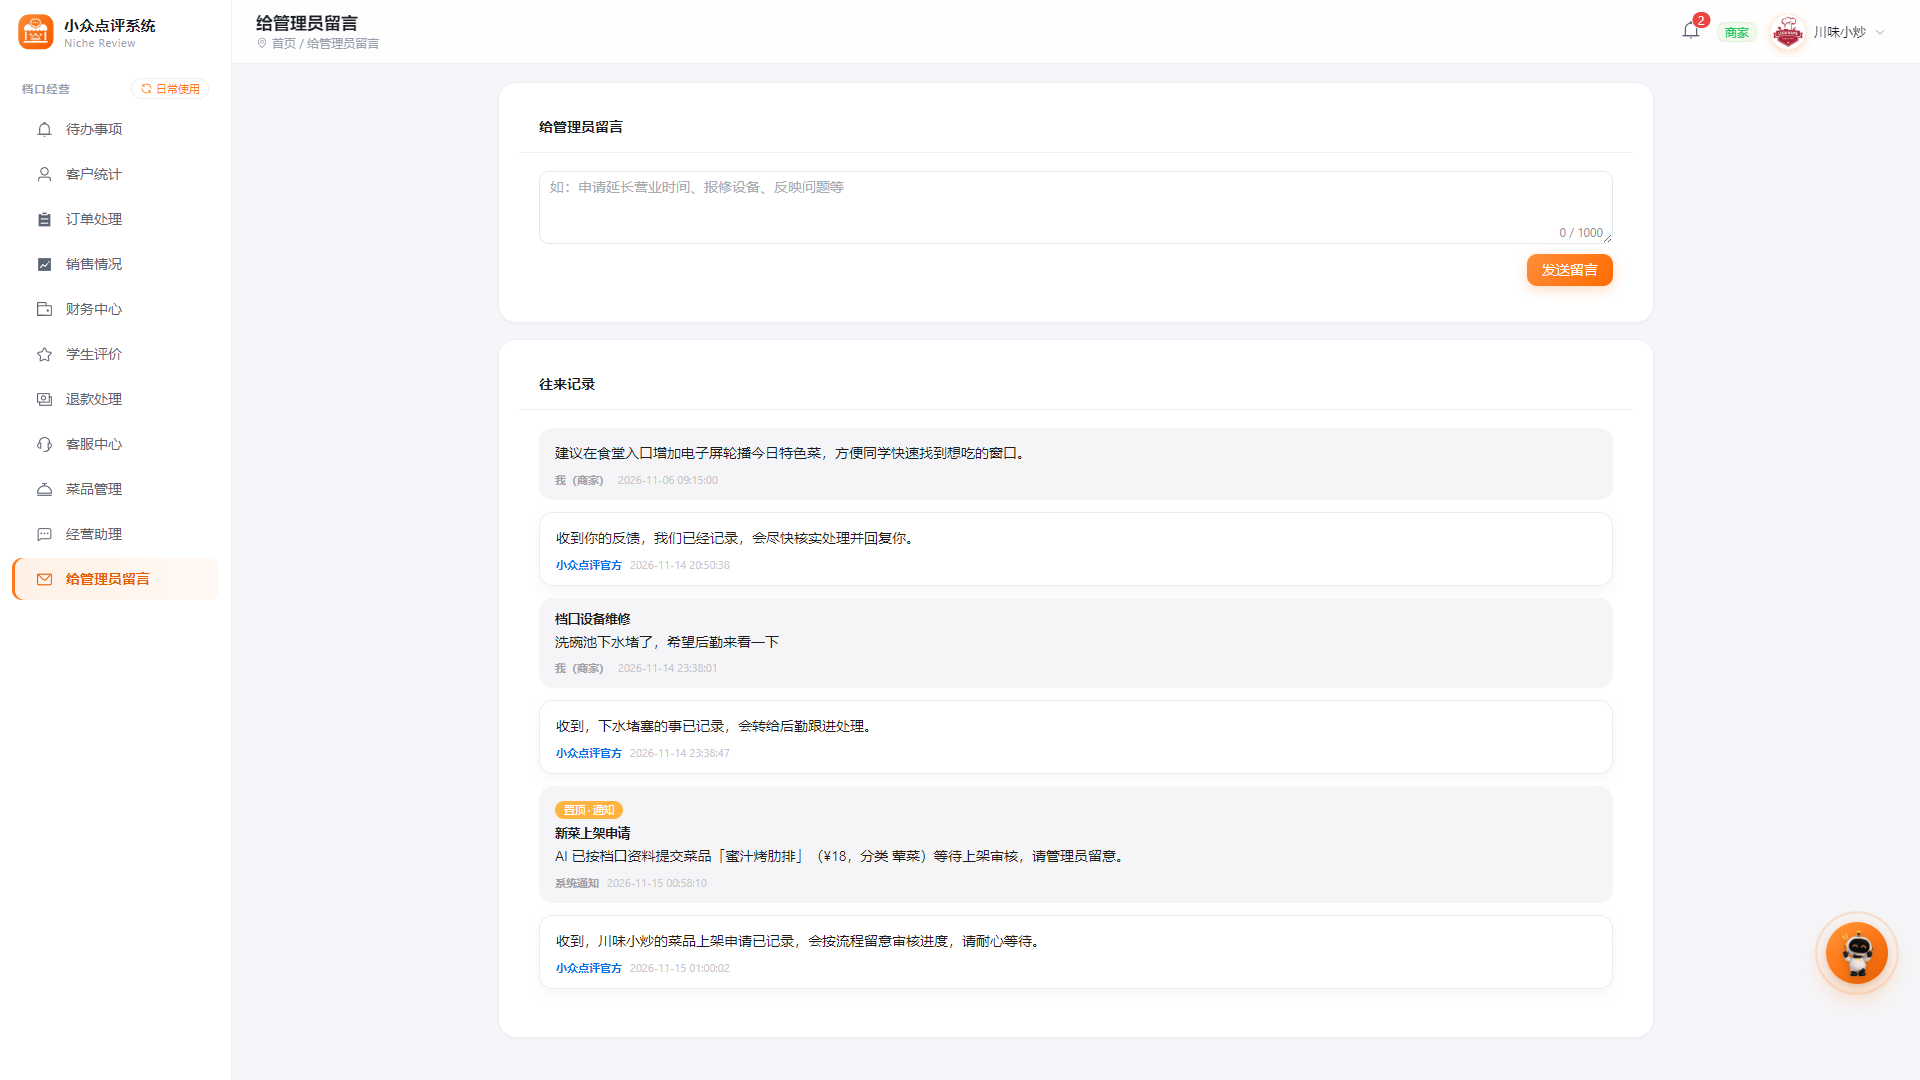 小众点评系统
Niche Review
档口经营
日常使用
待办事项
客户统计
订单处理
销售情况
财务中心
学生评价
退款处理
客服中心
菜品管理
经营助理
给管理员留言
给管理员留言
首页 / 给管理员留言
2
商家
川味小炒
给管理员留言
如：申请延长营业时间、报修设备、反映问题等
0 / 1000
发送留言
往来记录
建议在食堂入口增加电子屏轮播今日特色菜，方便同学快速找到想吃的窗口。
我（商家） 2026-11-06 09:15:00
收到你的反馈，我们已经记录，会尽快核实处理并回复你。
小众点评官方 2026-11-14 20:50:38
档口设备维修
洗碗池下水堵了，希望后勤来看一下
我（商家） 2026-11-14 23:38:01
收到，下水堵塞的事已记录，会转给后勤跟进处理。
小众点评官方 2026-11-14 23:38:47
置顶 · 通知
新菜上架申请
AI 已按档口资料提交菜品「蜜汁烤肋排」（¥18，分类 荤菜）等待上架审核，请管理员留意。
系统通知 2026-11-15 00:58:10
收到，川味小炒的菜品上架申请已记录，会按流程留意审核进度，请耐心等待。
小众点评官方 2026-11-15 01:00:02